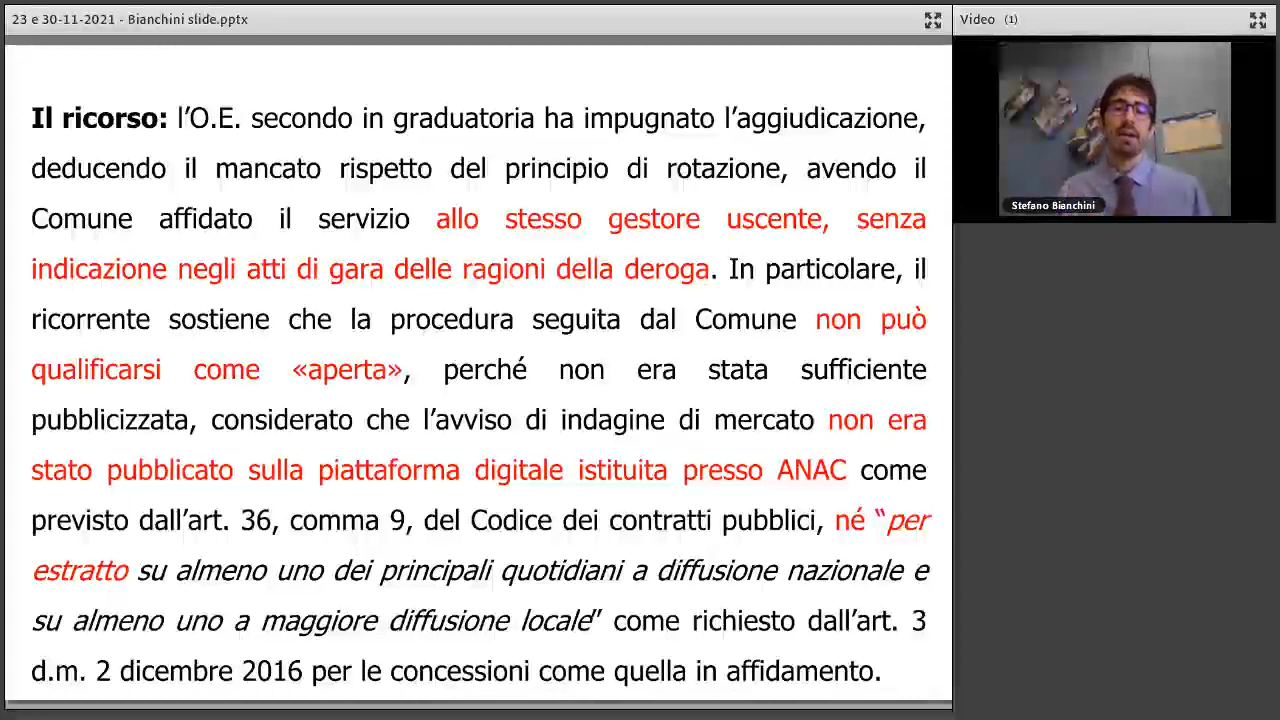 23 e 30-11-2021 - Bianchini slide.pptx
Video (1)
Il ricorso: l’O.E. secondo in graduatoria ha impugnato l’aggiudicazione,
deducendo il mancato rispetto del principio di rotazione, avendo il
Comune affidato il servizio allo stesso gestore uscente, senza
indicazione negli atti di gara delle ragioni della deroga. In particolare, il
ricorrente sostiene che la procedura seguita dal Comune non può
qualificarsi come «aperta», perché non era stata sufficiente
pubblicizzata, considerato che l’avviso di indagine di mercato non era
stato pubblicato sulla piattaforma digitale istituita presso ANAC come
previsto dall’art. 36, comma 9, del Codice dei contratti pubblici, né “per
estratto su almeno uno dei principali quotidiani a diffusione nazionale e
su almeno uno a maggiore diffusione locale” come richiesto dall’art. 3
d.m. 2 dicembre 2016 per le concessioni come quella in affidamento.
Stefano Bianchini